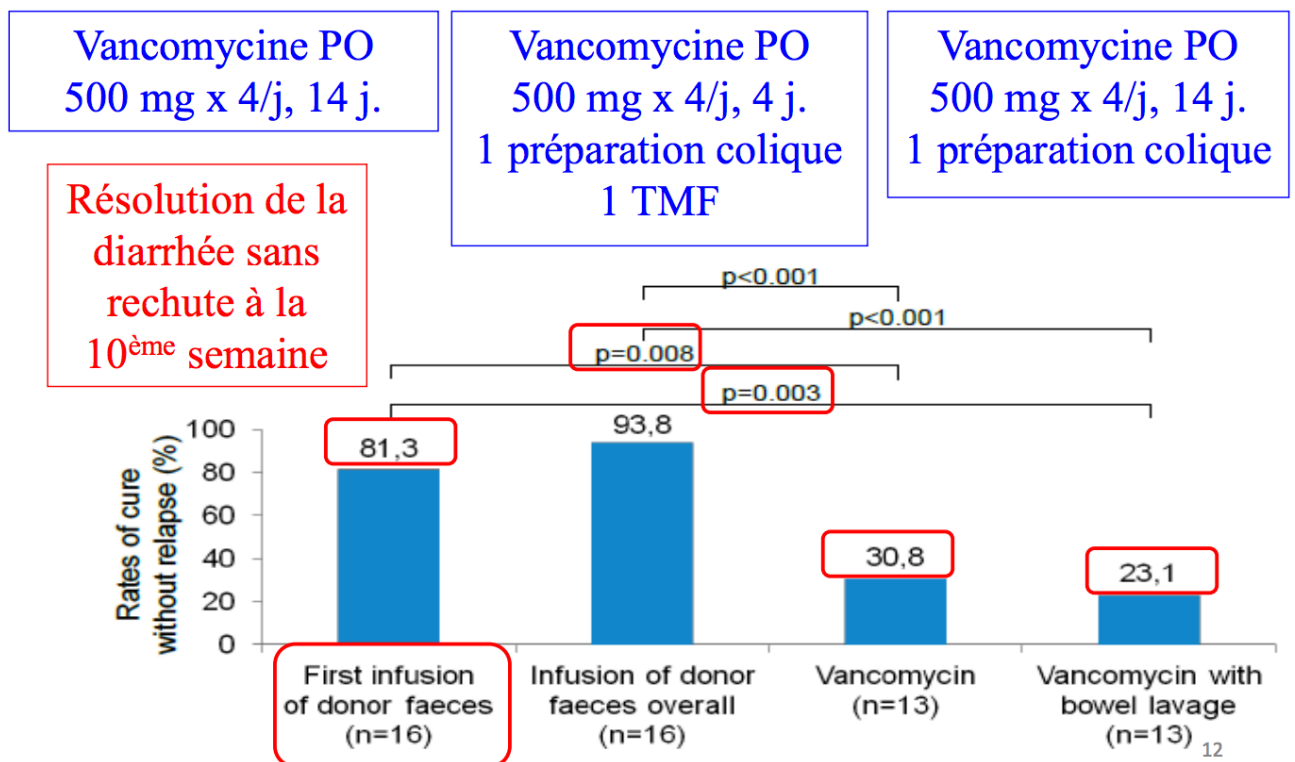 Vancomycine PO
500 mg x 4/j, 14 j.
Vancomycine PO
500 mg x 4/j, 4 j.
1 préparation colique
1 TMF
Vancomycine PO
500 mg x 4/j, 14 j.
1 préparation colique
Résolution de la
diarrhée sans
rechute à la
10ème semaine
p<0.001
p<0.001
p=0.008
p=0.003
Rates of cure
without relapse (%)
100
80
60
40
20
0
81,3
93,8
30,8
23,1
First infusion
of donor faeces
(n=16)
Infusion of donor
faeces overall
(n=16)
Vancomycin
(n=13)
Vancomycin with
bowel lavage
(n=13)
12